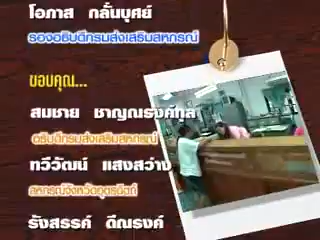 โอภาส กลั่นบุศย์
รองอธิบดีกรมส่งเสริมสหกรณ์
ขอบคุณ...
สมชาย ชาญณรงค์กุล
อธิบดีกรมส่งเสริมสหกรณ์
ทวีวัฒน์ แสงสว่าง
สหกรณ์จังหวัดอุตรดิตถ์
รังสรรค์ ดีณรงค์